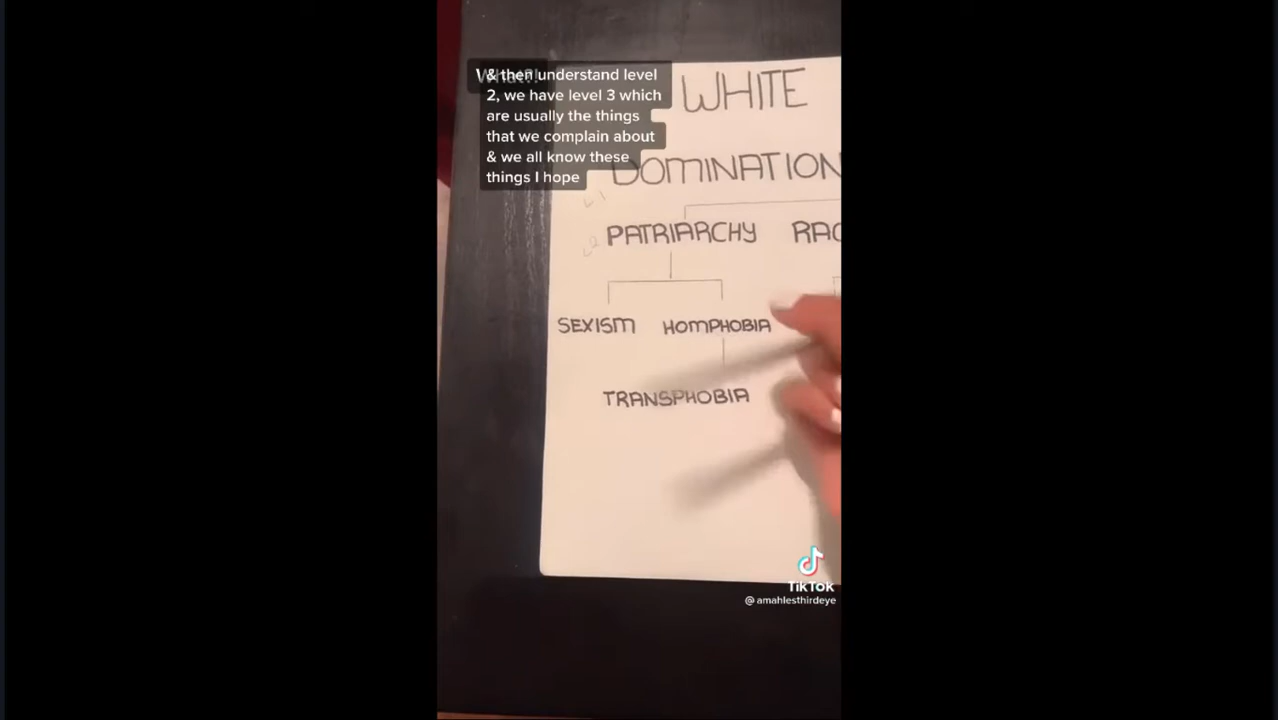 & then understand level
2, we have level 3 which
are usually the things
that we complain about
& we all know these
things I hope
WHITE
DOMINATION
PATRIARCHY
SEXISM HOMPHOBIA
TRANSPHOBIA
TikTok
@ amahlesthirdeye